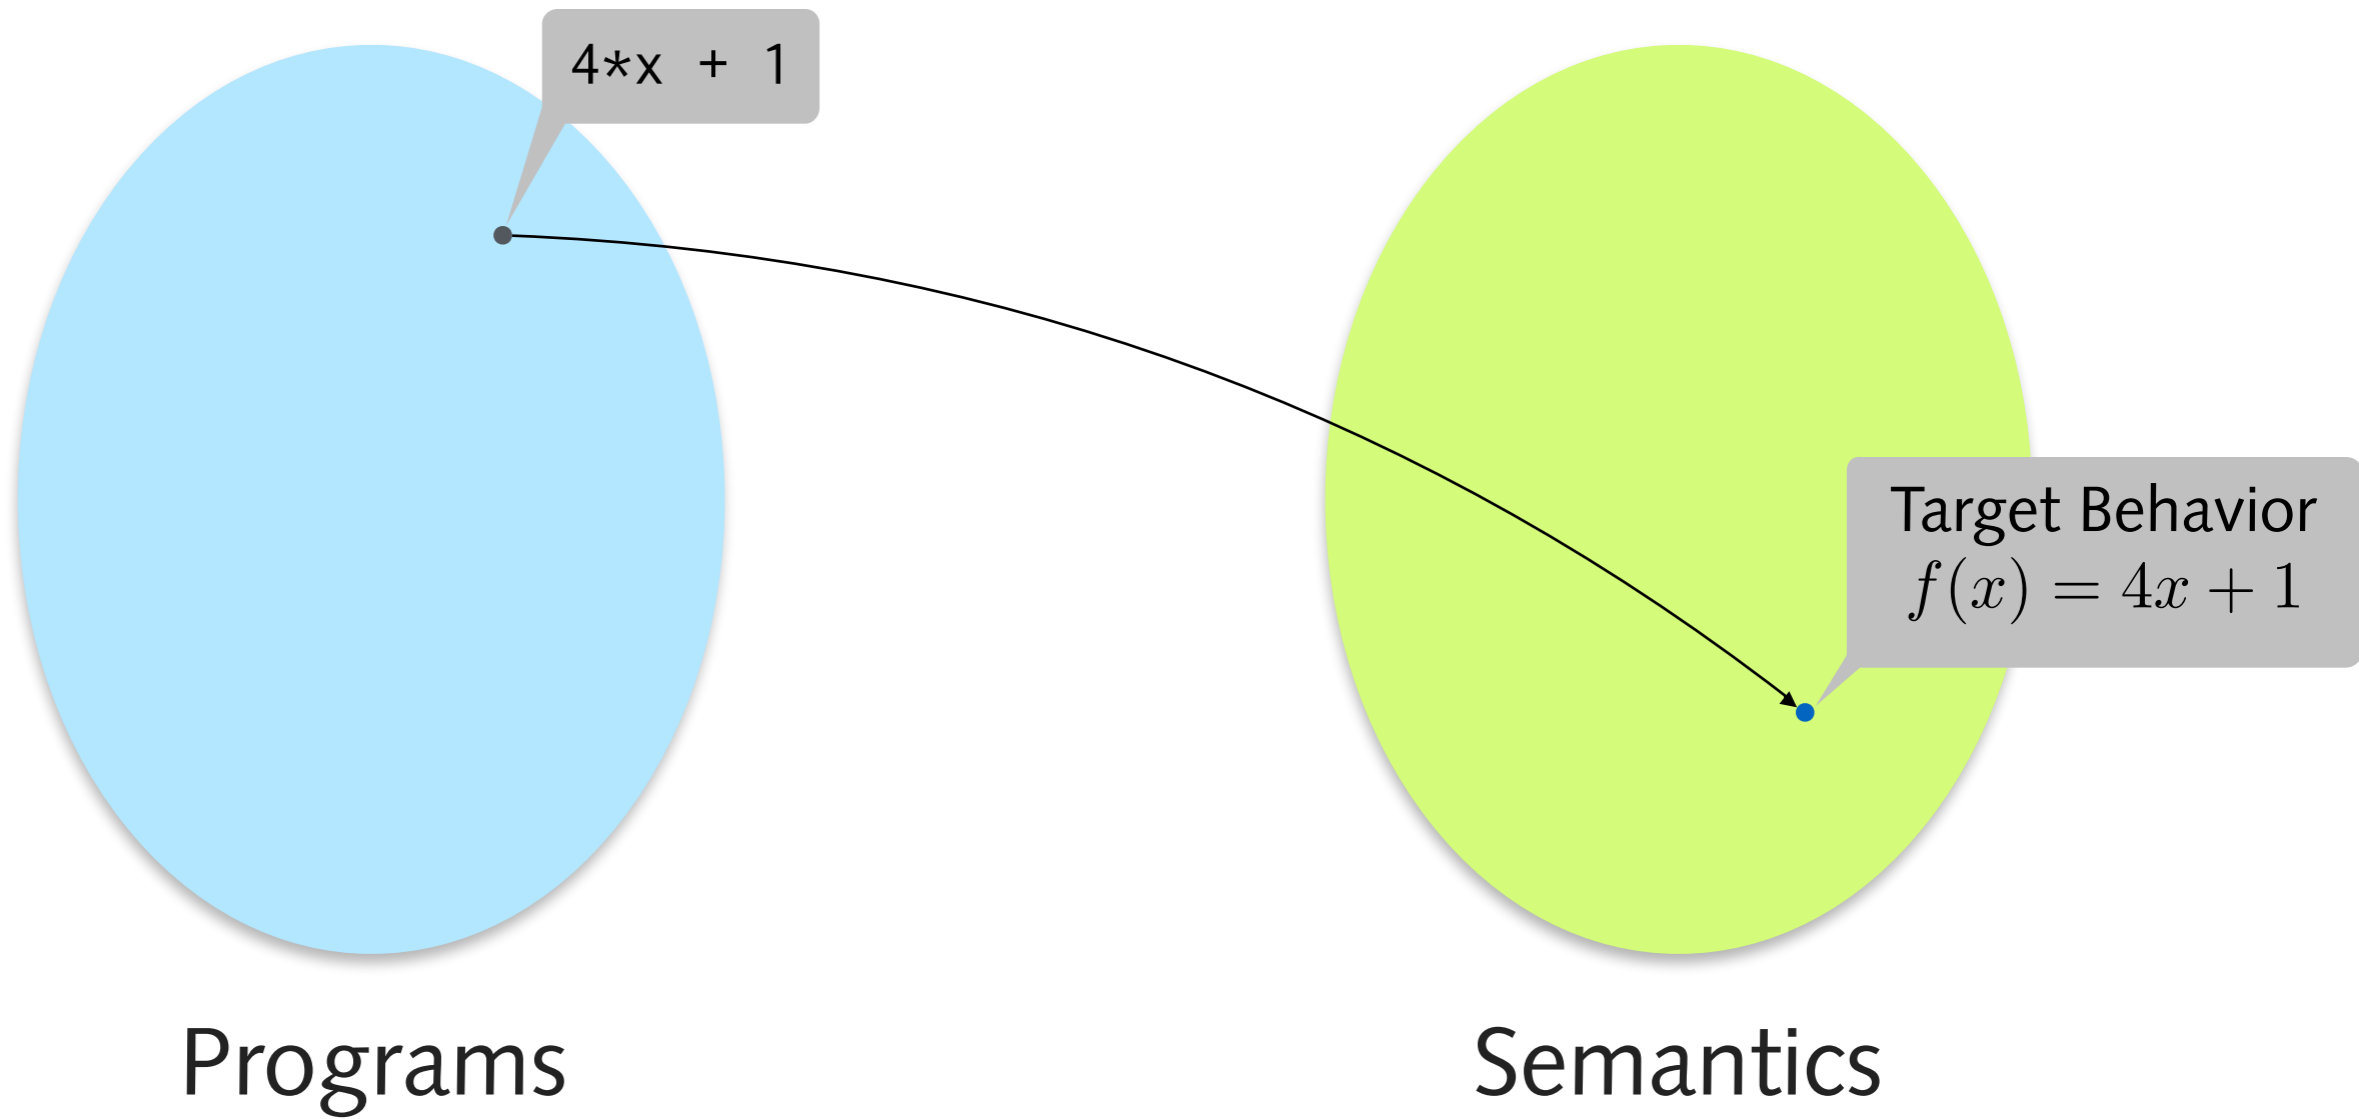 4*x + 1
Target Behavior
f(x) = 4x + 1
Programs
Semantics